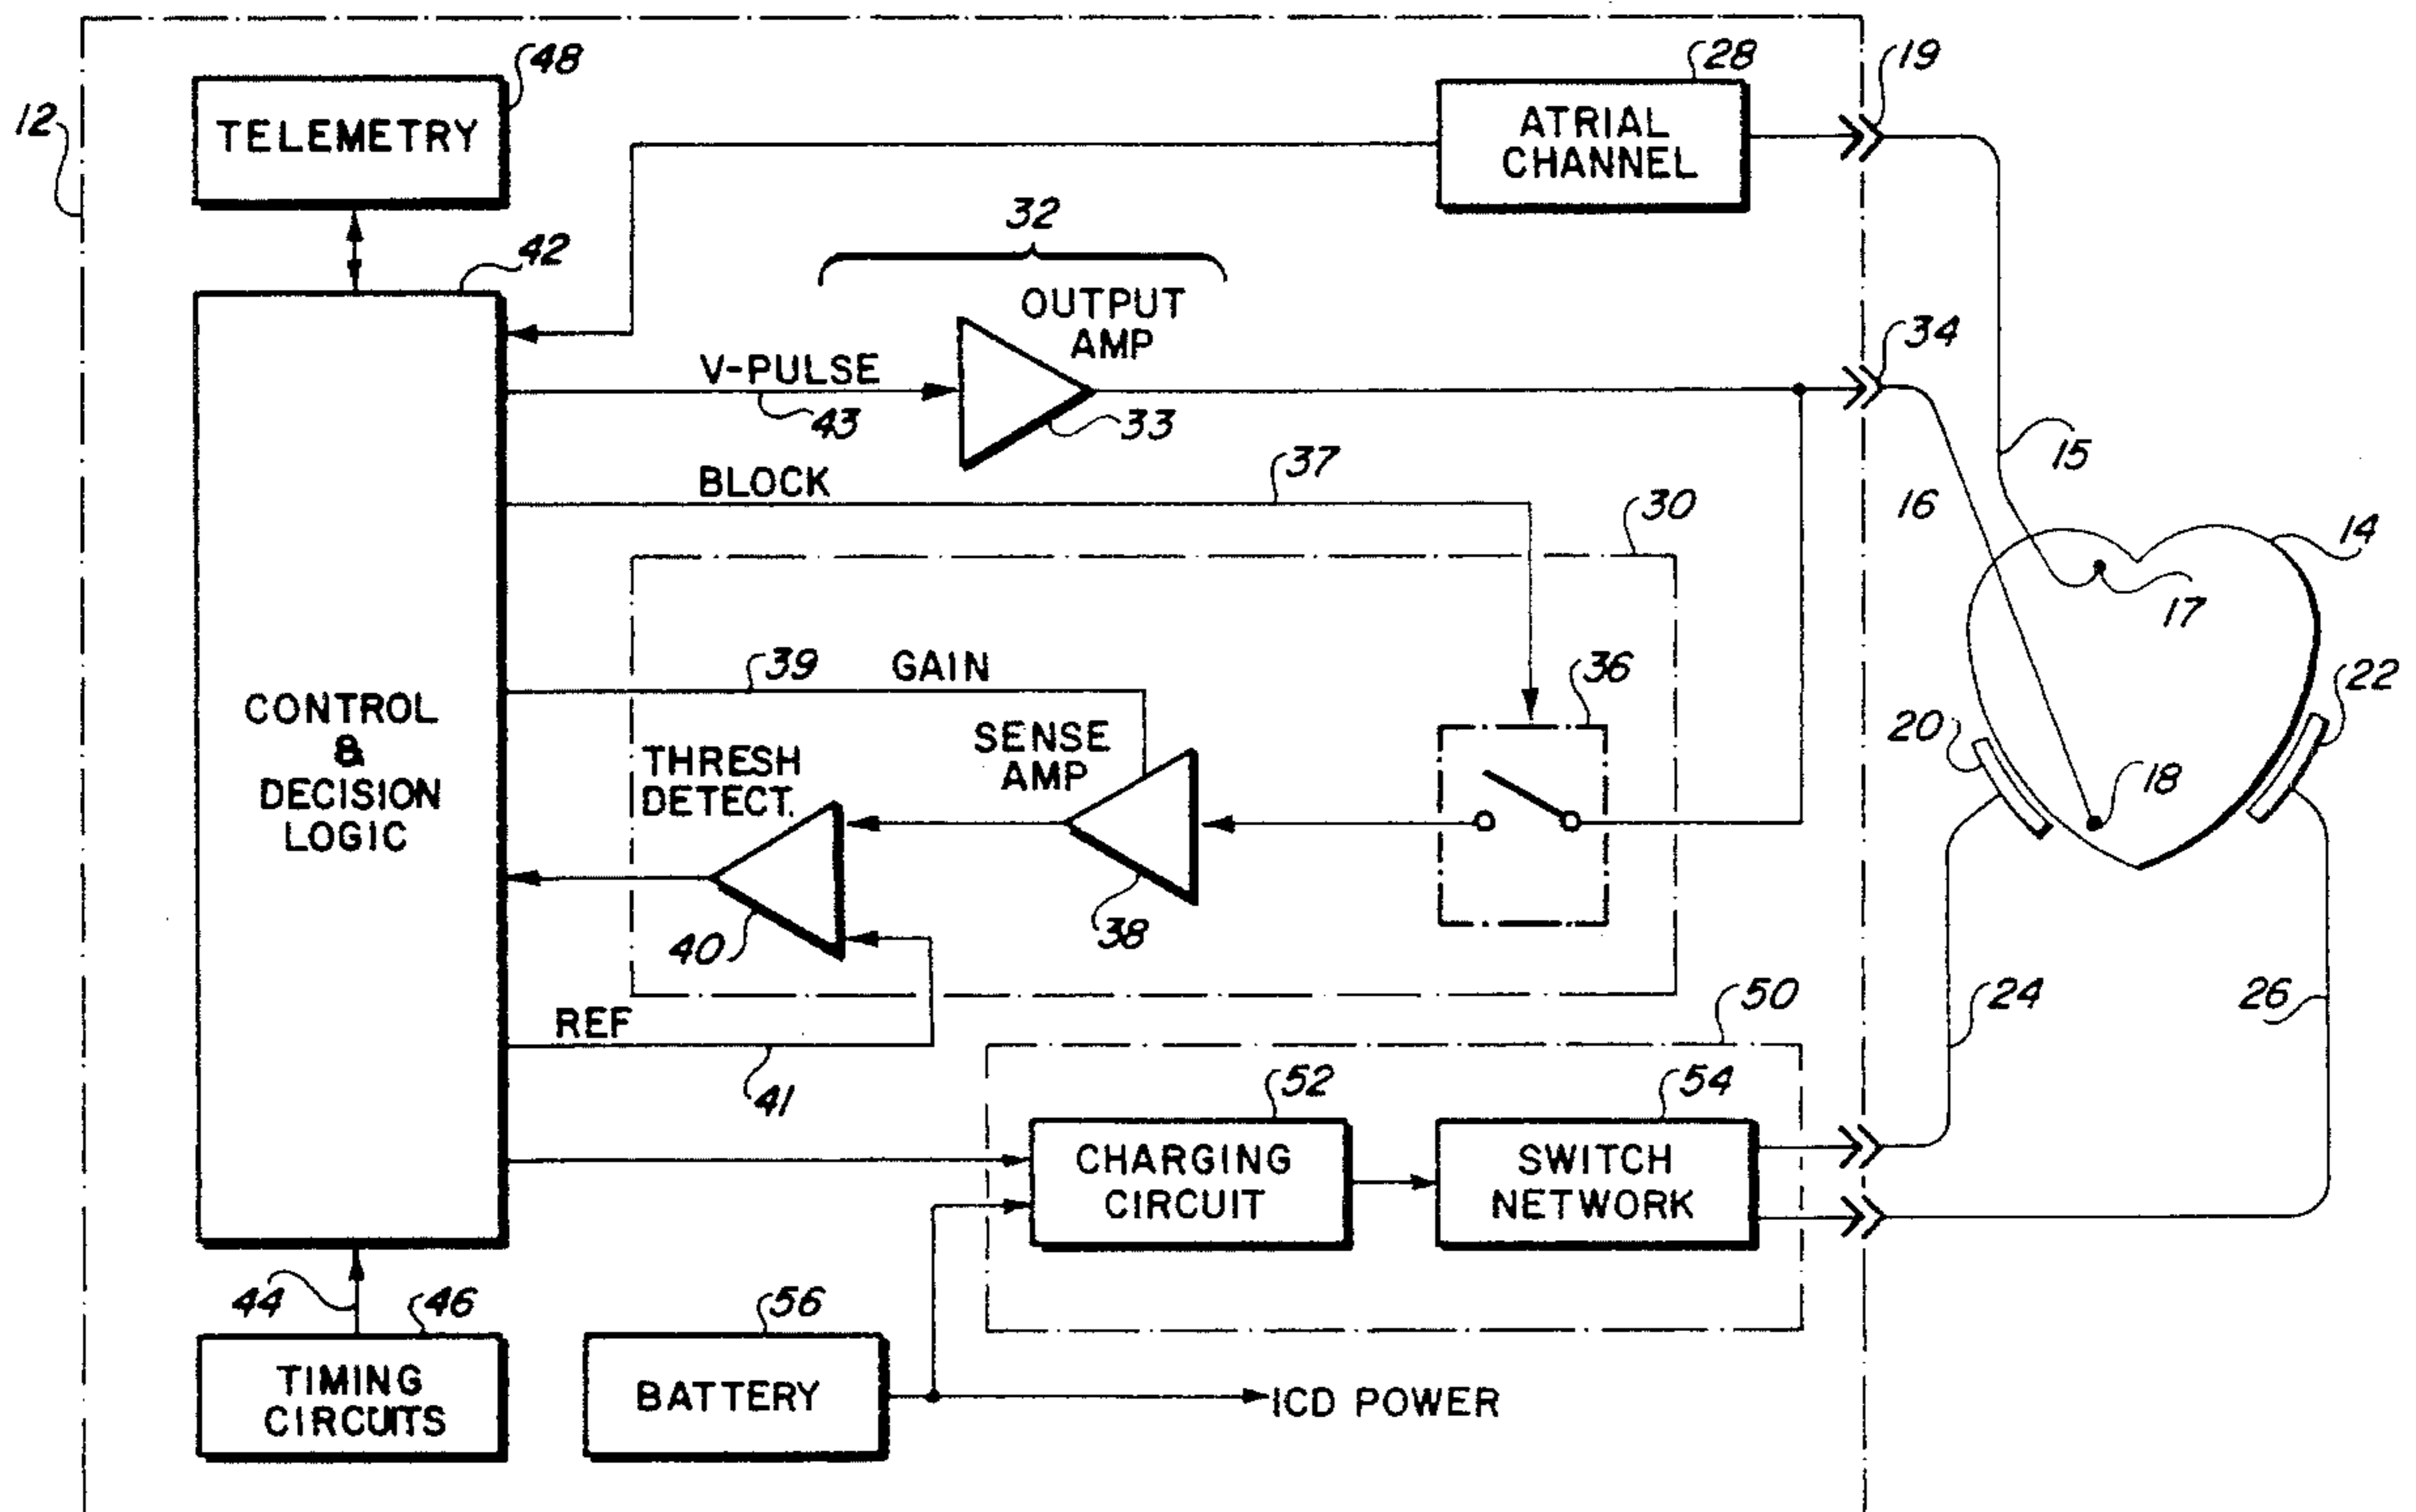 48
28
19
12
TELEMETRY
ATRIAL
CHANNEL
32
42
OUTPUT
AMP
34
V-PULSE
43
33
15
BLOCK
37
16
30
14
17
39
GAIN
36
22
CONTROL
&
DECISION
LOGIC
THRESH
DETECT.
SENSE
AMP
20
18
40
38
REF
50
24
26
41
52
54
CHARGING
CIRCUIT
SWITCH
NETWORK
44
46
56
TIMING
CIRCUITS
BATTERY
ICD POWER